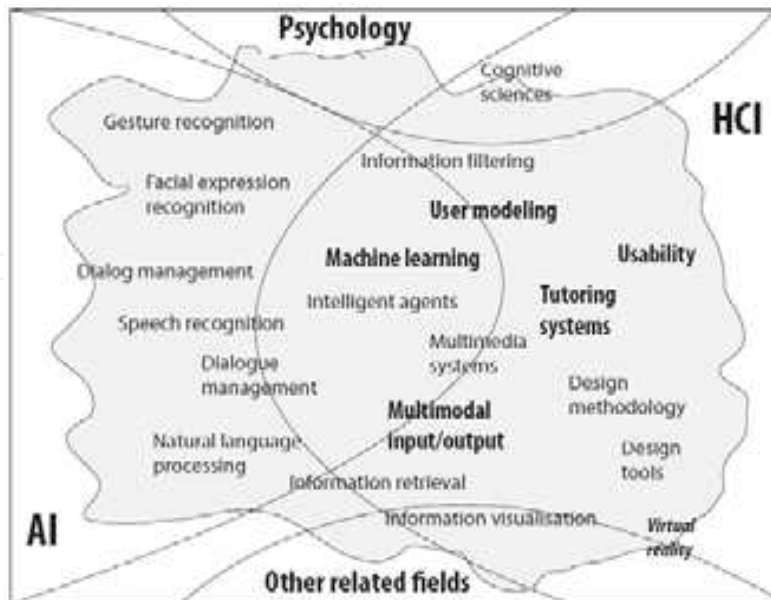 Psychology
Cognitive
sciences
HCI
Gesture recognition
Information filtering
Facial expression
recognition
User modeling
Machine learning
Usability
Dialog management
Intelligent agents
Tutoring
systems
Speech recognition
Multimedia
systems
Dialogue
management
Design
methodology
Multimodal
input/output
Natural language
processing
Design
tools
Information retrieval
Information visualisation
Virtual
reality
AI
Other related fields